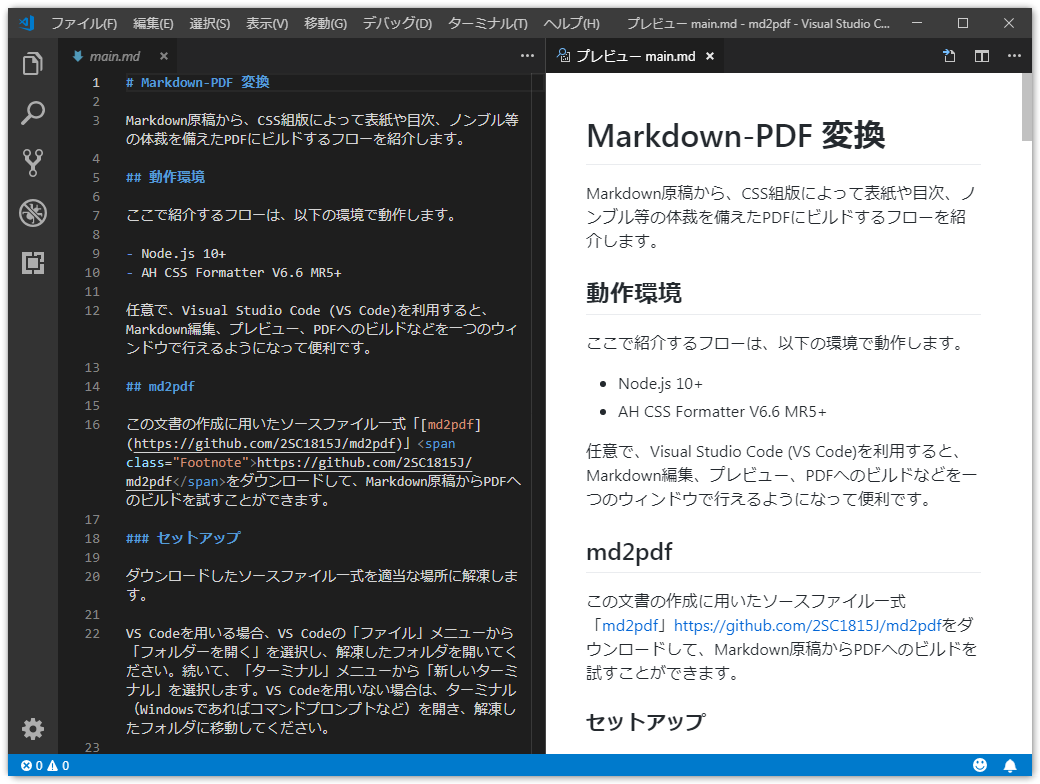 ファイル(F) 編集(E) 選択(S) 表示(V) 移動(G) デバッグ(D) ターミナル(T) ヘルプ(H) プレビュー main.md - md2pdf - Visual Studio C...
main.md
1 # Markdown-PDF 変換
2
3 Markdown原稿から、CSS組版によって表紙や目次、ノンブル等
の体裁を備えたPDFにビルドするフローを紹介します。
4
5 ## 動作環境
6
7 ここで紹介するフローは、以下の環境で動作します。
8
9 - Node.js 10+
10 - AH CSS Formatter V6.6 MR5+
11
12 任意で、Visual Studio Code (VS Code)を利用すると、
Markdown編集、プレビュー、PDFへのビルドなどを一つのウィ
ンドウで行えるようになって便利です。
13
14 ## md2pdf
15
16 この文書の作成に用いたソースファイル一式「[md2pdf]
(https://github.com/2SC1815J/md2pdf)」<span
class="Footnote">https://github.com/2SC1815J/
md2pdf</span>をダウンロードして、Markdown原稿からPDFへ
のビルドを試すことができます。
17
18 ### セットアップ
19
20 ダウンロードしたソースファイル一式を適当な場所に解凍しま
す。
21
22 VS Codeを用いる場合、VS Codeの「ファイル」メニューから
「フォルダーを開く」を選択し、解凍したフォルダを開いてく
ださい。続いて、「ターミナル」メニューから「新しいターミ
ナル」を選択します。VS Codeを用いない場合は、ターミナル
（Windowsであればコマンドプロンプトなど）を開き、解凍し
たフォルダに移動してください。
23
プレビュー main.md
Markdown-PDF 変換
Markdown原稿から、CSS組版によって表紙や目次、ノ
ンブル等の体裁を備えたPDFにビルドするフローを紹
介します。
動作環境
ここで紹介するフローは、以下の環境で動作します。
• Node.js 10+
• AH CSS Formatter V6.6 MR5+
任意で、Visual Studio Code (VS Code)を利用すると、
Markdown編集、プレビュー、PDFへのビルドなどを一
つのウィンドウで行えるようになって便利です。
md2pdf
この文書の作成に用いたソースファイル一式
「md2pdf」https://github.com/2SC1815J/md2pdfをダ
ウンロードして、Markdown原稿からPDFへのビルドを
試すことができます。
セットアップ
0 0